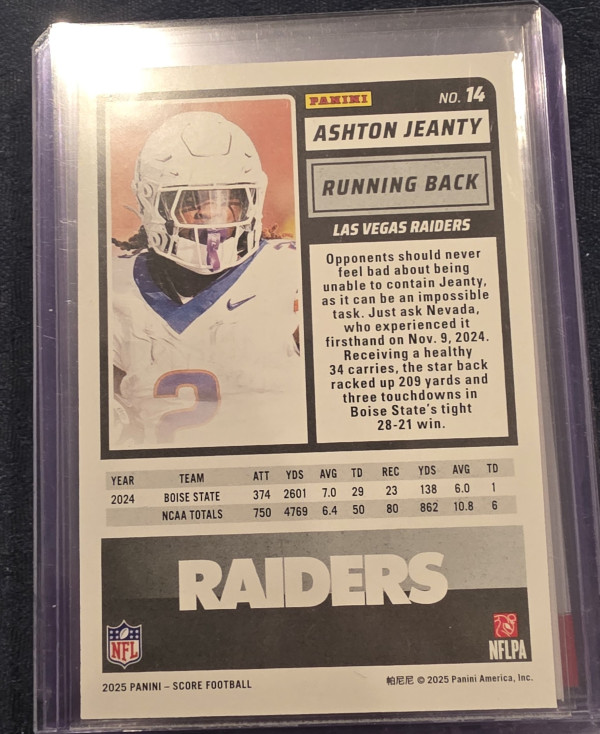 PANINI
NO. 14
ASHTON JEANTY
RUNNING BACK
LAS VEGAS RAIDERS
Opponents should never
feel bad about being
unable to contain Jeanty,
as it can be an impossible
task. Just ask Nevada,
who experienced it
firsthand on Nov. 9, 2024.
Receiving a healthy
34 carries, the star back
racked up 209 yards and
three touchdowns in
Boise State's tight
28-21 win.
2
YEAR TEAM ATT YDS AVG TD REC YDS AVG TD
2024 BOISE STATE 374 2601 7.0 29 23 138 6.0 1
NCAA TOTALS 750 4769 6.4 50 80 862 10.8 6
RAIDERS
NFL
NFLPA
2025 PANINI – SCORE FOOTBALL
帕尼尼 © 2025 Panini America, Inc.